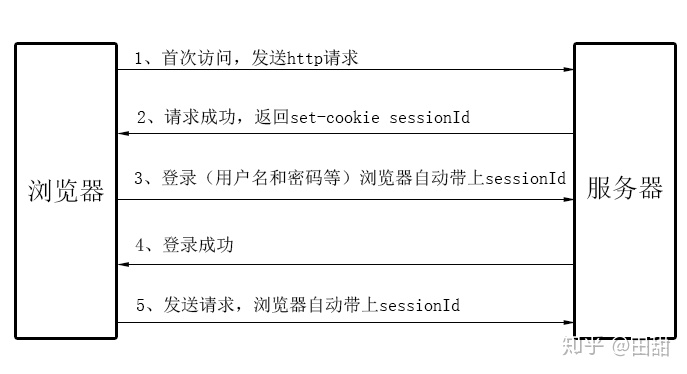 1、首次访问，发送http请求
2、请求成功，返回set-cookie sessionId
3、登录（用户名和密码等）浏览器自动带上sessionId
浏览器
服务器
4、登录成功
5、发送请求，浏览器自动带上sessionId
知乎 @田甜